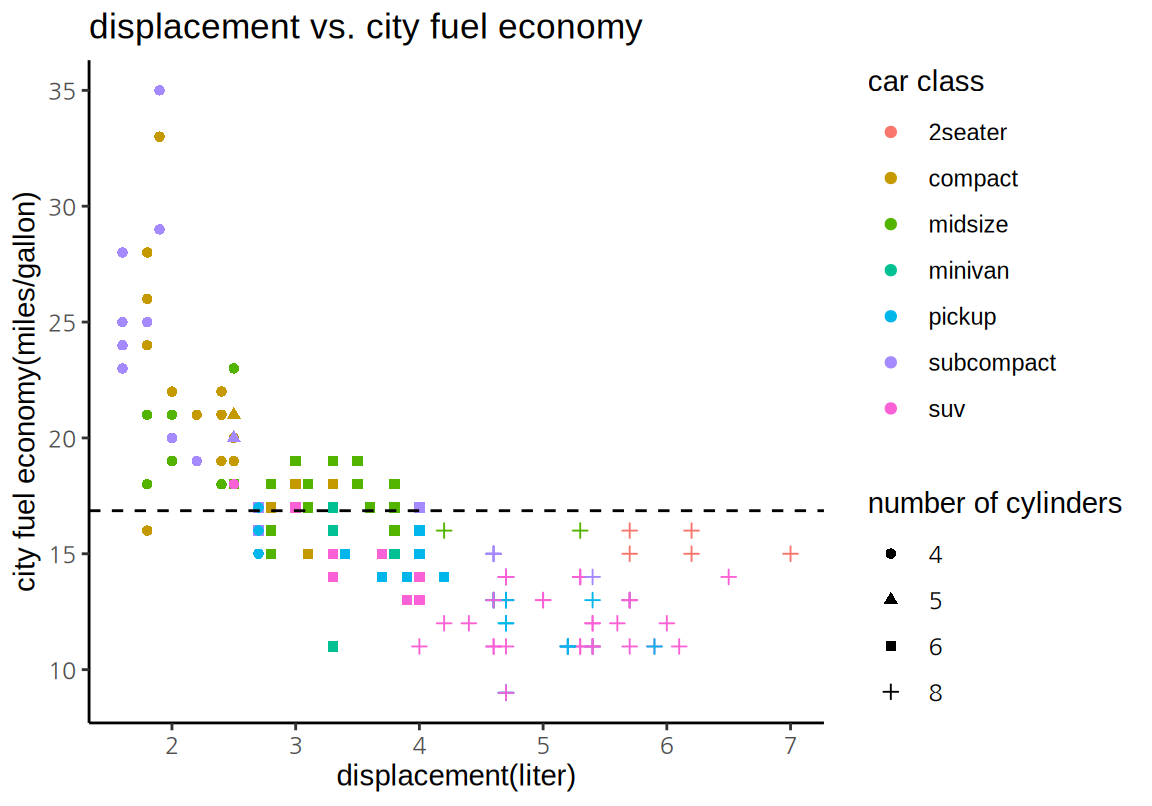 displacement vs. city fuel economy
city fuel economy(miles/gallon)
35
30
25
20
15
10
2 3 4 5 6 7
displacement(liter)
car class
2seater
compact
midsize
minivan
pickup
subcompact
suv
number of cylinders
4
5
6
8